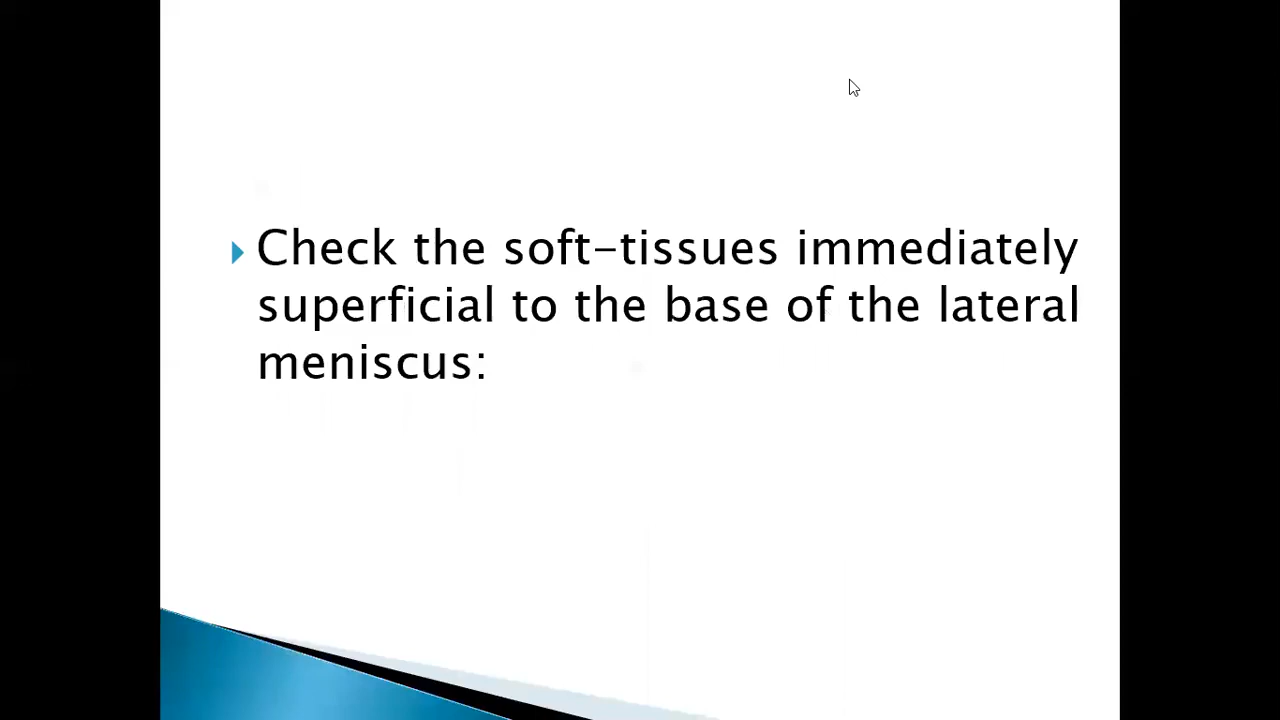 Check the soft-tissues immediately
superficial to the base of the lateral
meniscus: